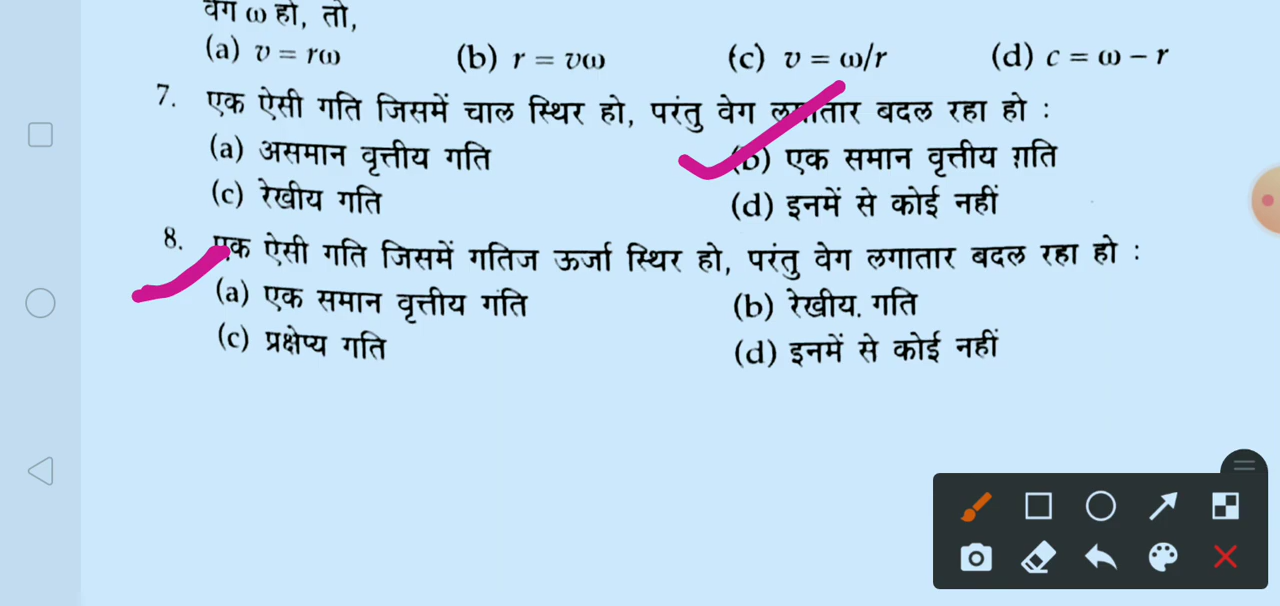 वेग ω हो, तो,
(a) v = rω (b) r = vω (c) v = ω/r (d) c = ω – r
7. एक ऐसी गति जिसमें चाल स्थिर हो, परंतु वेग लगातार बदल रहा हो :
(a) असमान वृत्तीय गति (b) एक समान वृत्तीय ग़ति
(c) रेखीय गति (d) इनमें से कोई नहीं
8. एक ऐसी गति जिसमें गतिज ऊर्जा स्थिर हो, परंतु वेग लगातार बदल रहा हो :
(a) एक समान वृत्तीय गति (b) रेखीय. गति
(c) प्रक्षेप्य गति (d) इनमें से कोई नहीं